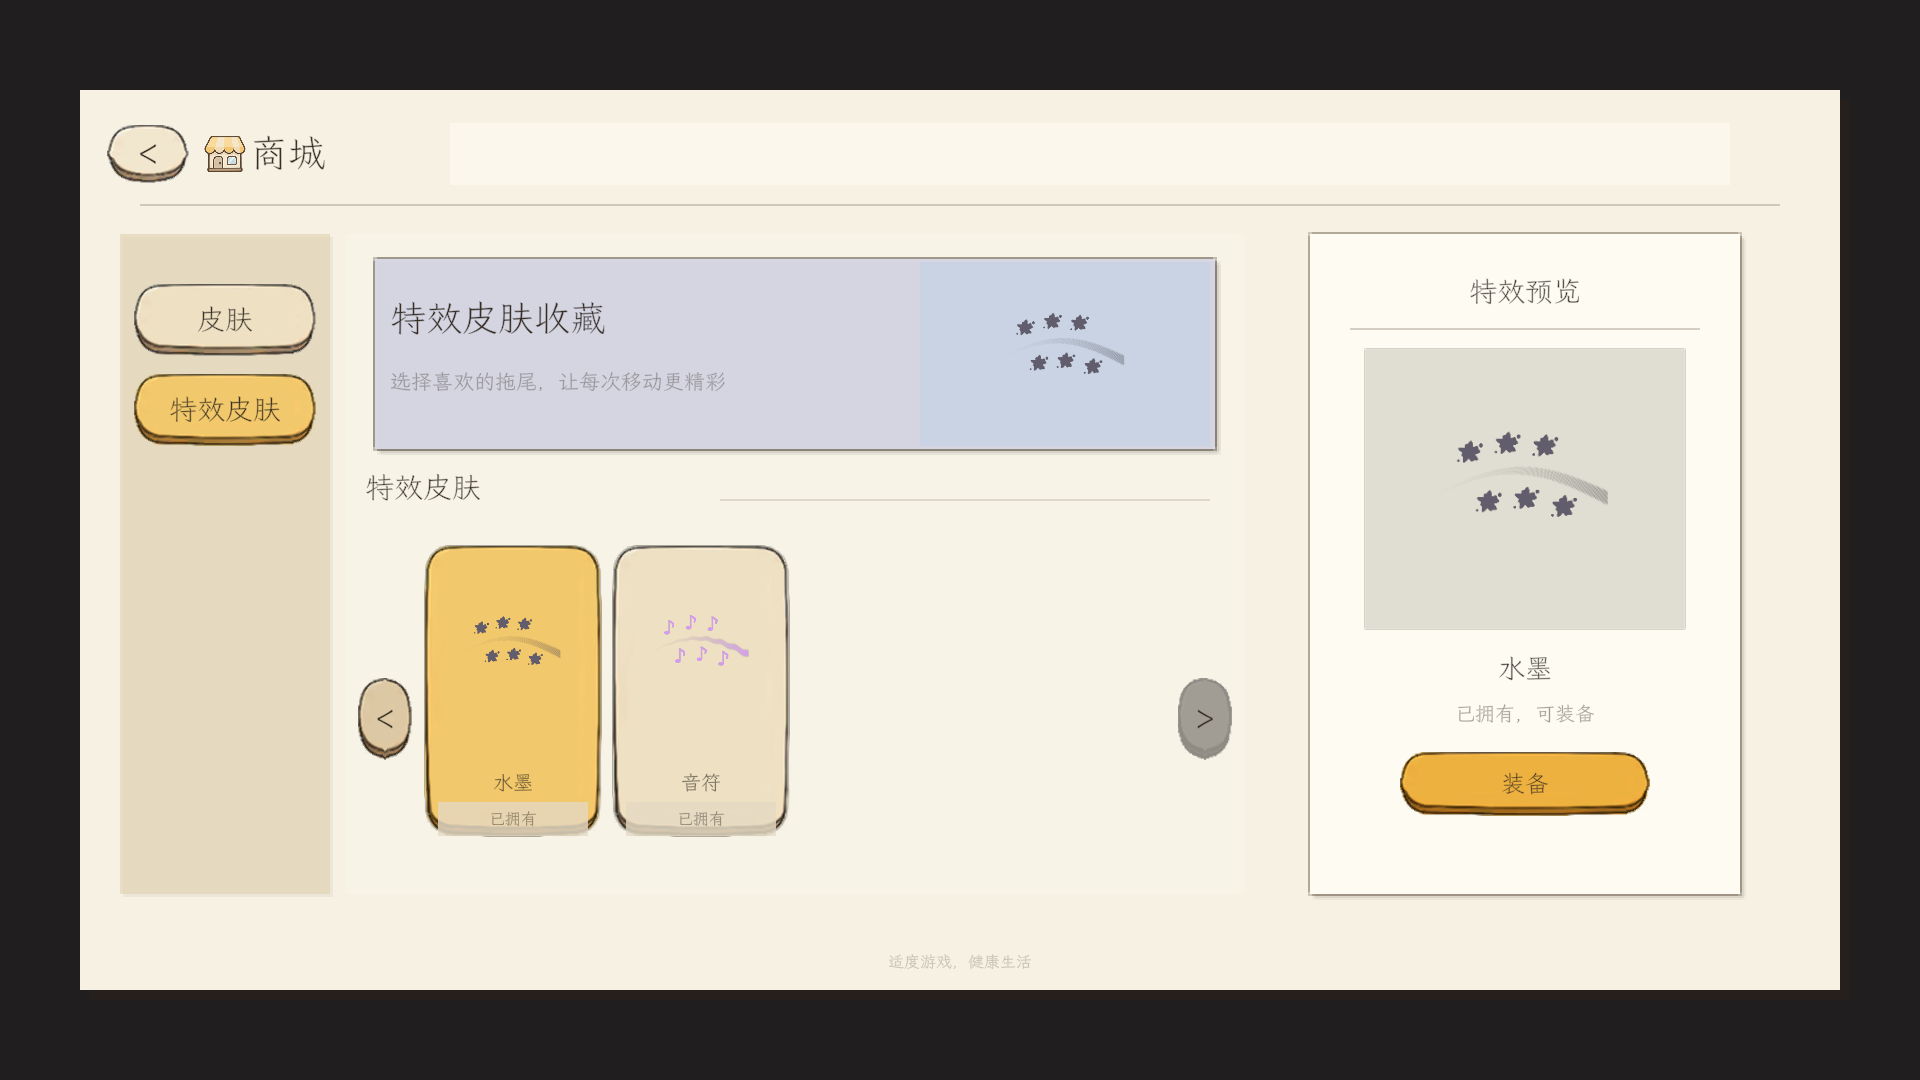 <
商城
皮肤
特效皮肤
特效皮肤收藏
选择喜欢的拖尾，让每次移动更精彩
特效皮肤
<
水墨
已拥有
音符
已拥有
>
特效预览
水墨
已拥有，可装备
装备
适度游戏，健康生活